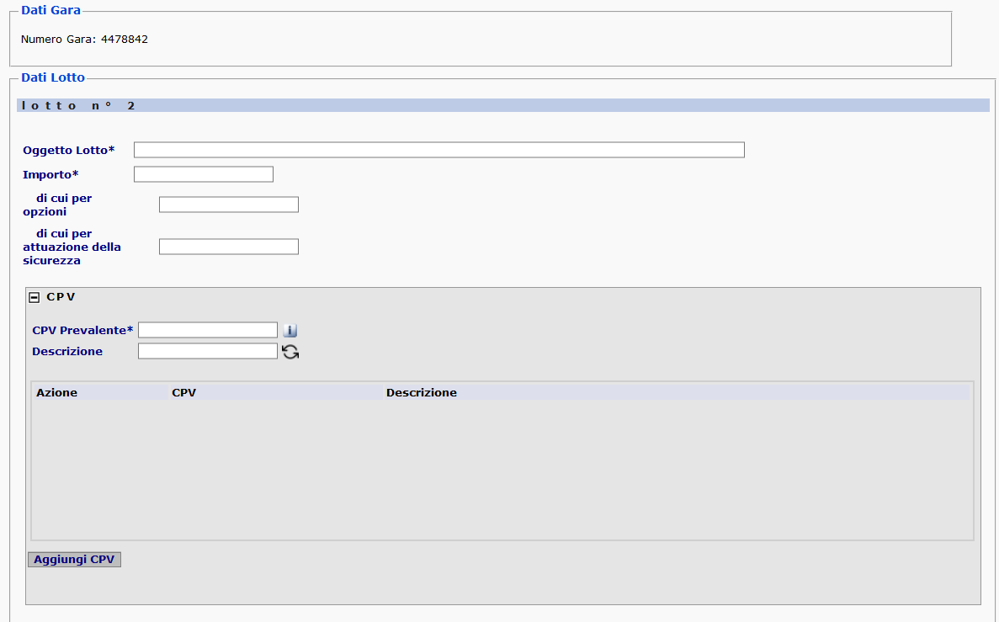 Dati Gara
Numero Gara: 4478842
Dati Lotto
lotto n° 2
Oggetto Lotto*
Importo*
di cui per
opzioni
di cui per
attuazione della
sicurezza
CPV
CPV Prevalente*
Descrizione
Azione CPV Descrizione
Aggiungi CPV